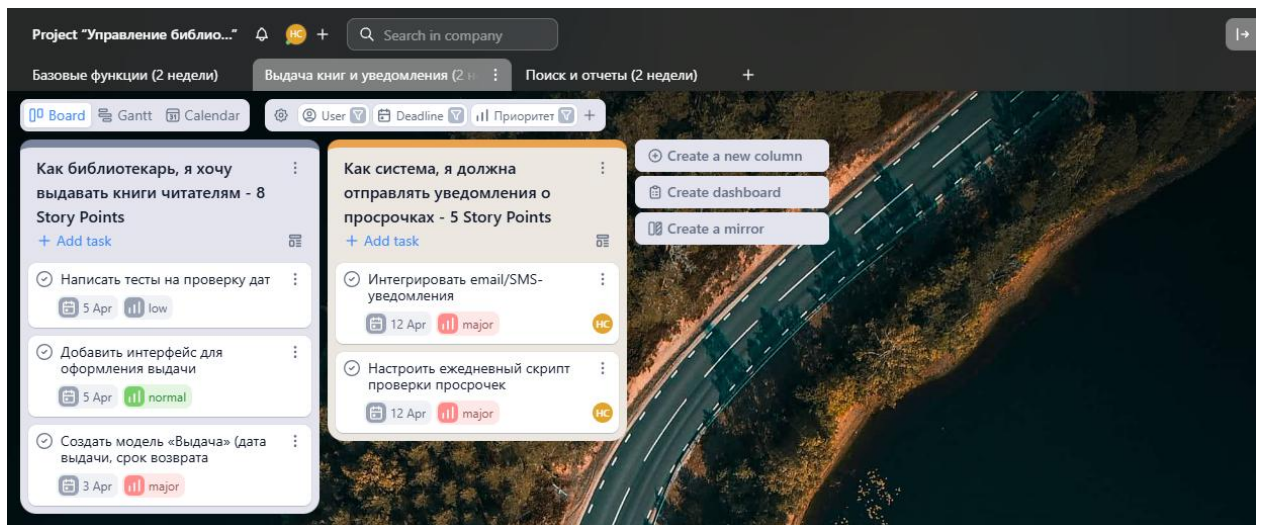 Project "Управление библио..." НС + Search in company
Базовые функции (2 недели) Выдача книг и уведомления (2 н Поиск и отчеты (2 недели) +
Board Gantt 31 Calendar User Deadline Приоритет +
Как библиотекарь, я хочу
выдавать книги читателям - 8
Story Points
+ Add task
Написать тесты на проверку дат
5 Apr low
Добавить интерфейс для
оформления выдачи
5 Apr normal
Создать модель «Выдача» (дата
выдачи, срок возврата
3 Apr major
Как система, я должна
отправлять уведомления о
просрочках - 5 Story Points
+ Add task
Интегрировать email/SMS-
уведомления
12 Apr major НС
Настроить ежедневный скрипт
проверки просрочек
12 Apr major НС
Create a new column
Create dashboard
Create a mirror